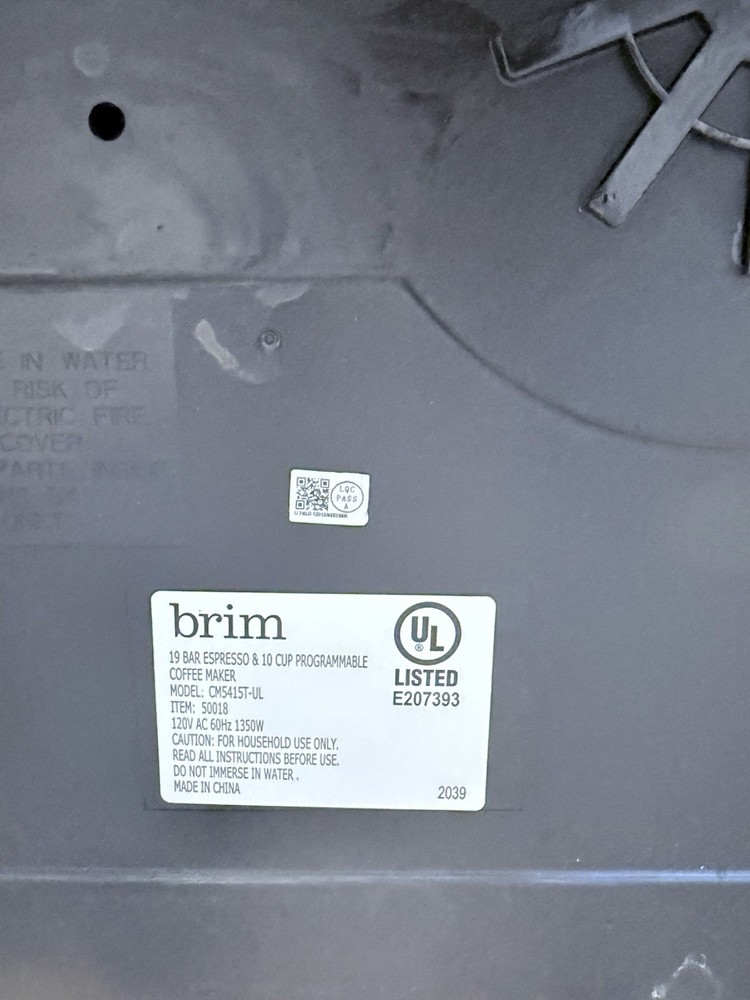 IN WATER
RISK OF
CTRIC FIRE
COVER
LQC
PASS
A
brim
19 BAR ESPRESSO & 10 CUP PROGRAMMABLE
COFFEE MAKER
MODEL: CM5415T-UL
ITEM: 50018
120V AC 60Hz 1350W
CAUTION: FOR HOUSEHOLD USE ONLY.
READ ALL INSTRUCTIONS BEFORE USE.
DO NOT IMMERSE IN WATER.
MADE IN CHINA
UL
®
LISTED
E207393
2039